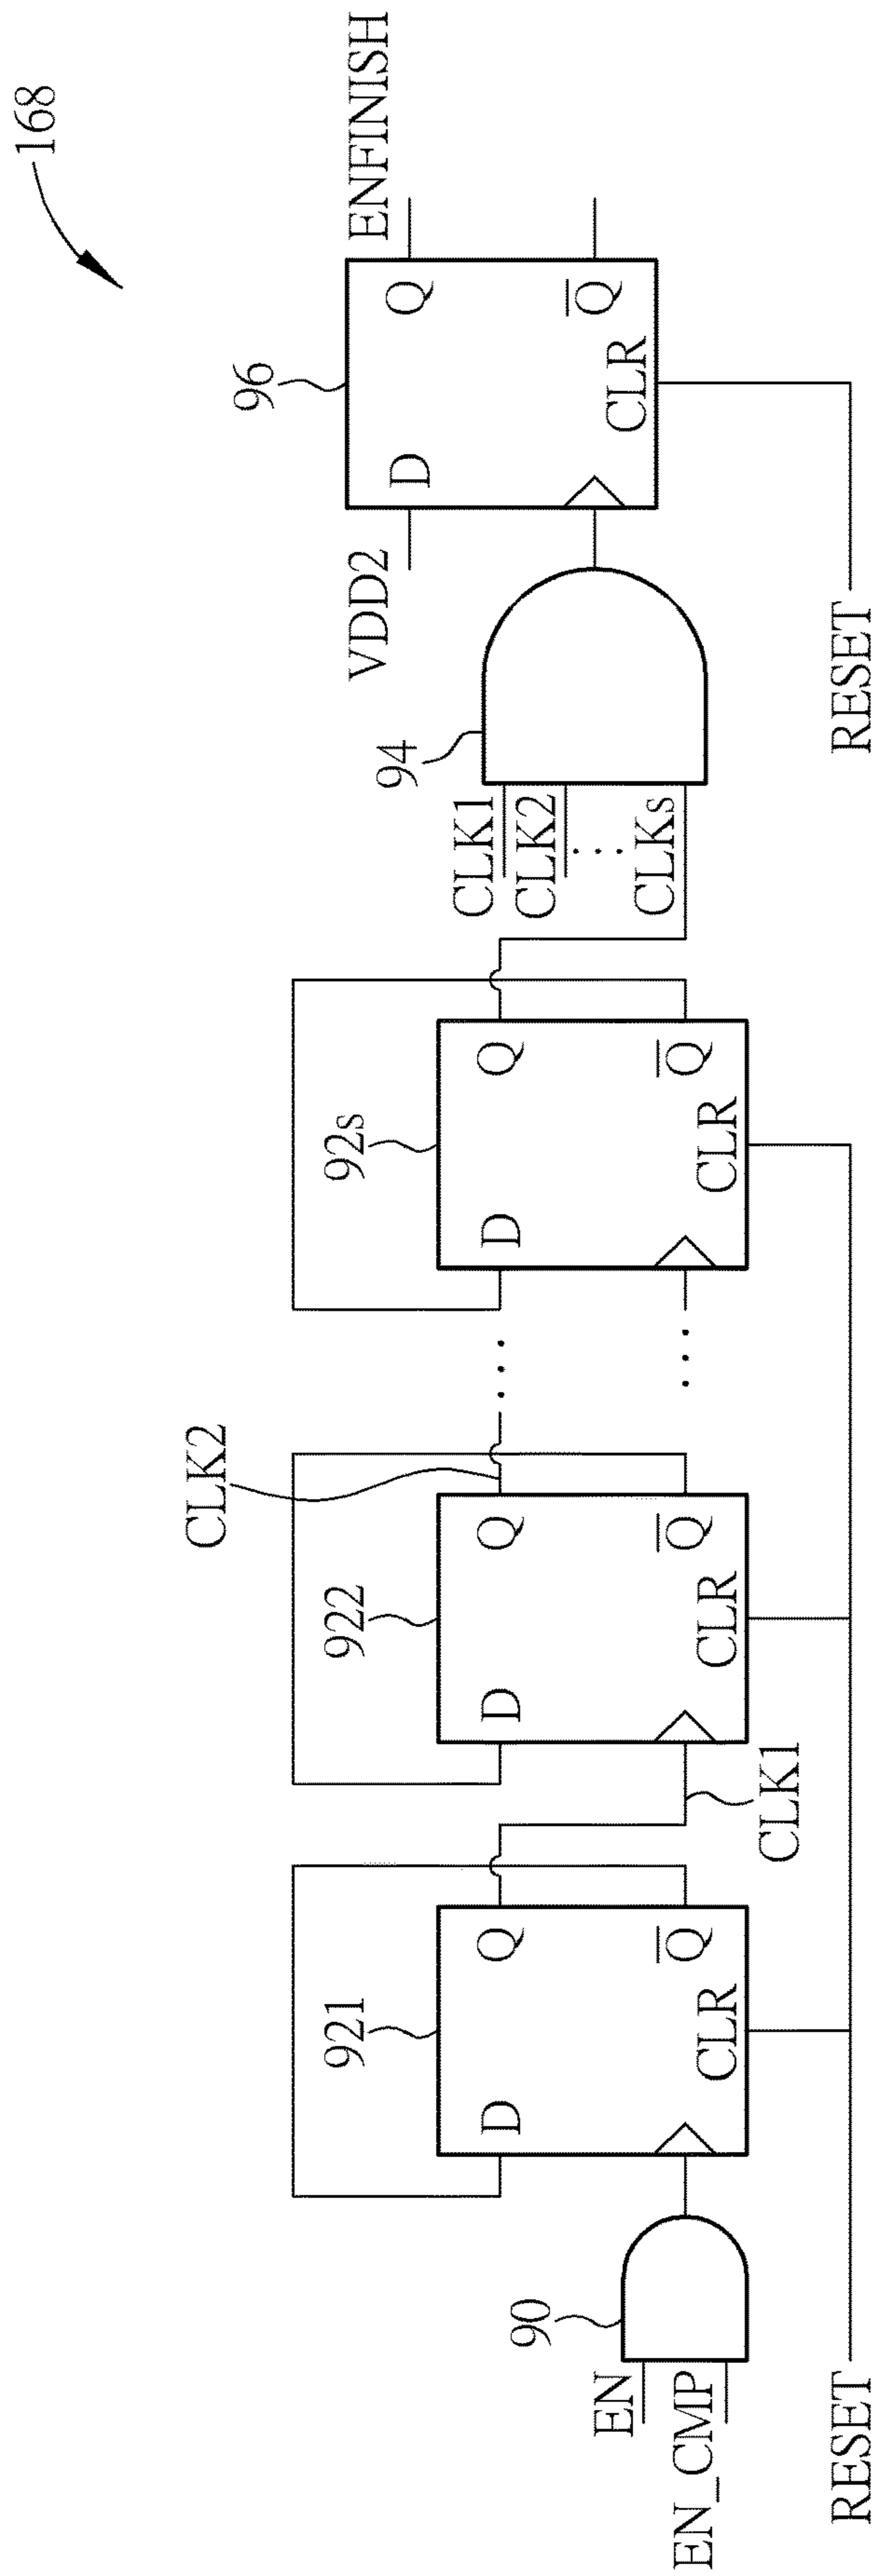 168
EN
EN_CMP
90
RESET
921
D
Q
Q
CLR
CLK1
922
D
Q
Q
CLR
CLK2
...
...
92s
D
Q
Q
CLR
CLK1
CLK2
...
CLKs
94
VDD2
96
D
Q
Q
CLR
ENFINISH
RESET